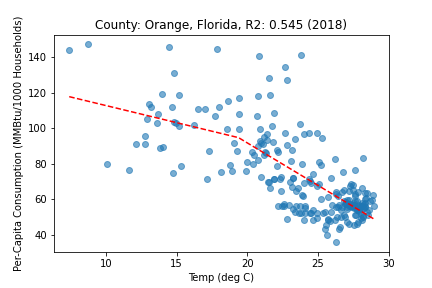 County: Orange, Florida, R2: 0.545 (2018)
Per-Capita Consumption (MMBtu/1000 Households)
140
120
100
80
60
40
10 15 20 25 30
Temp (deg C)